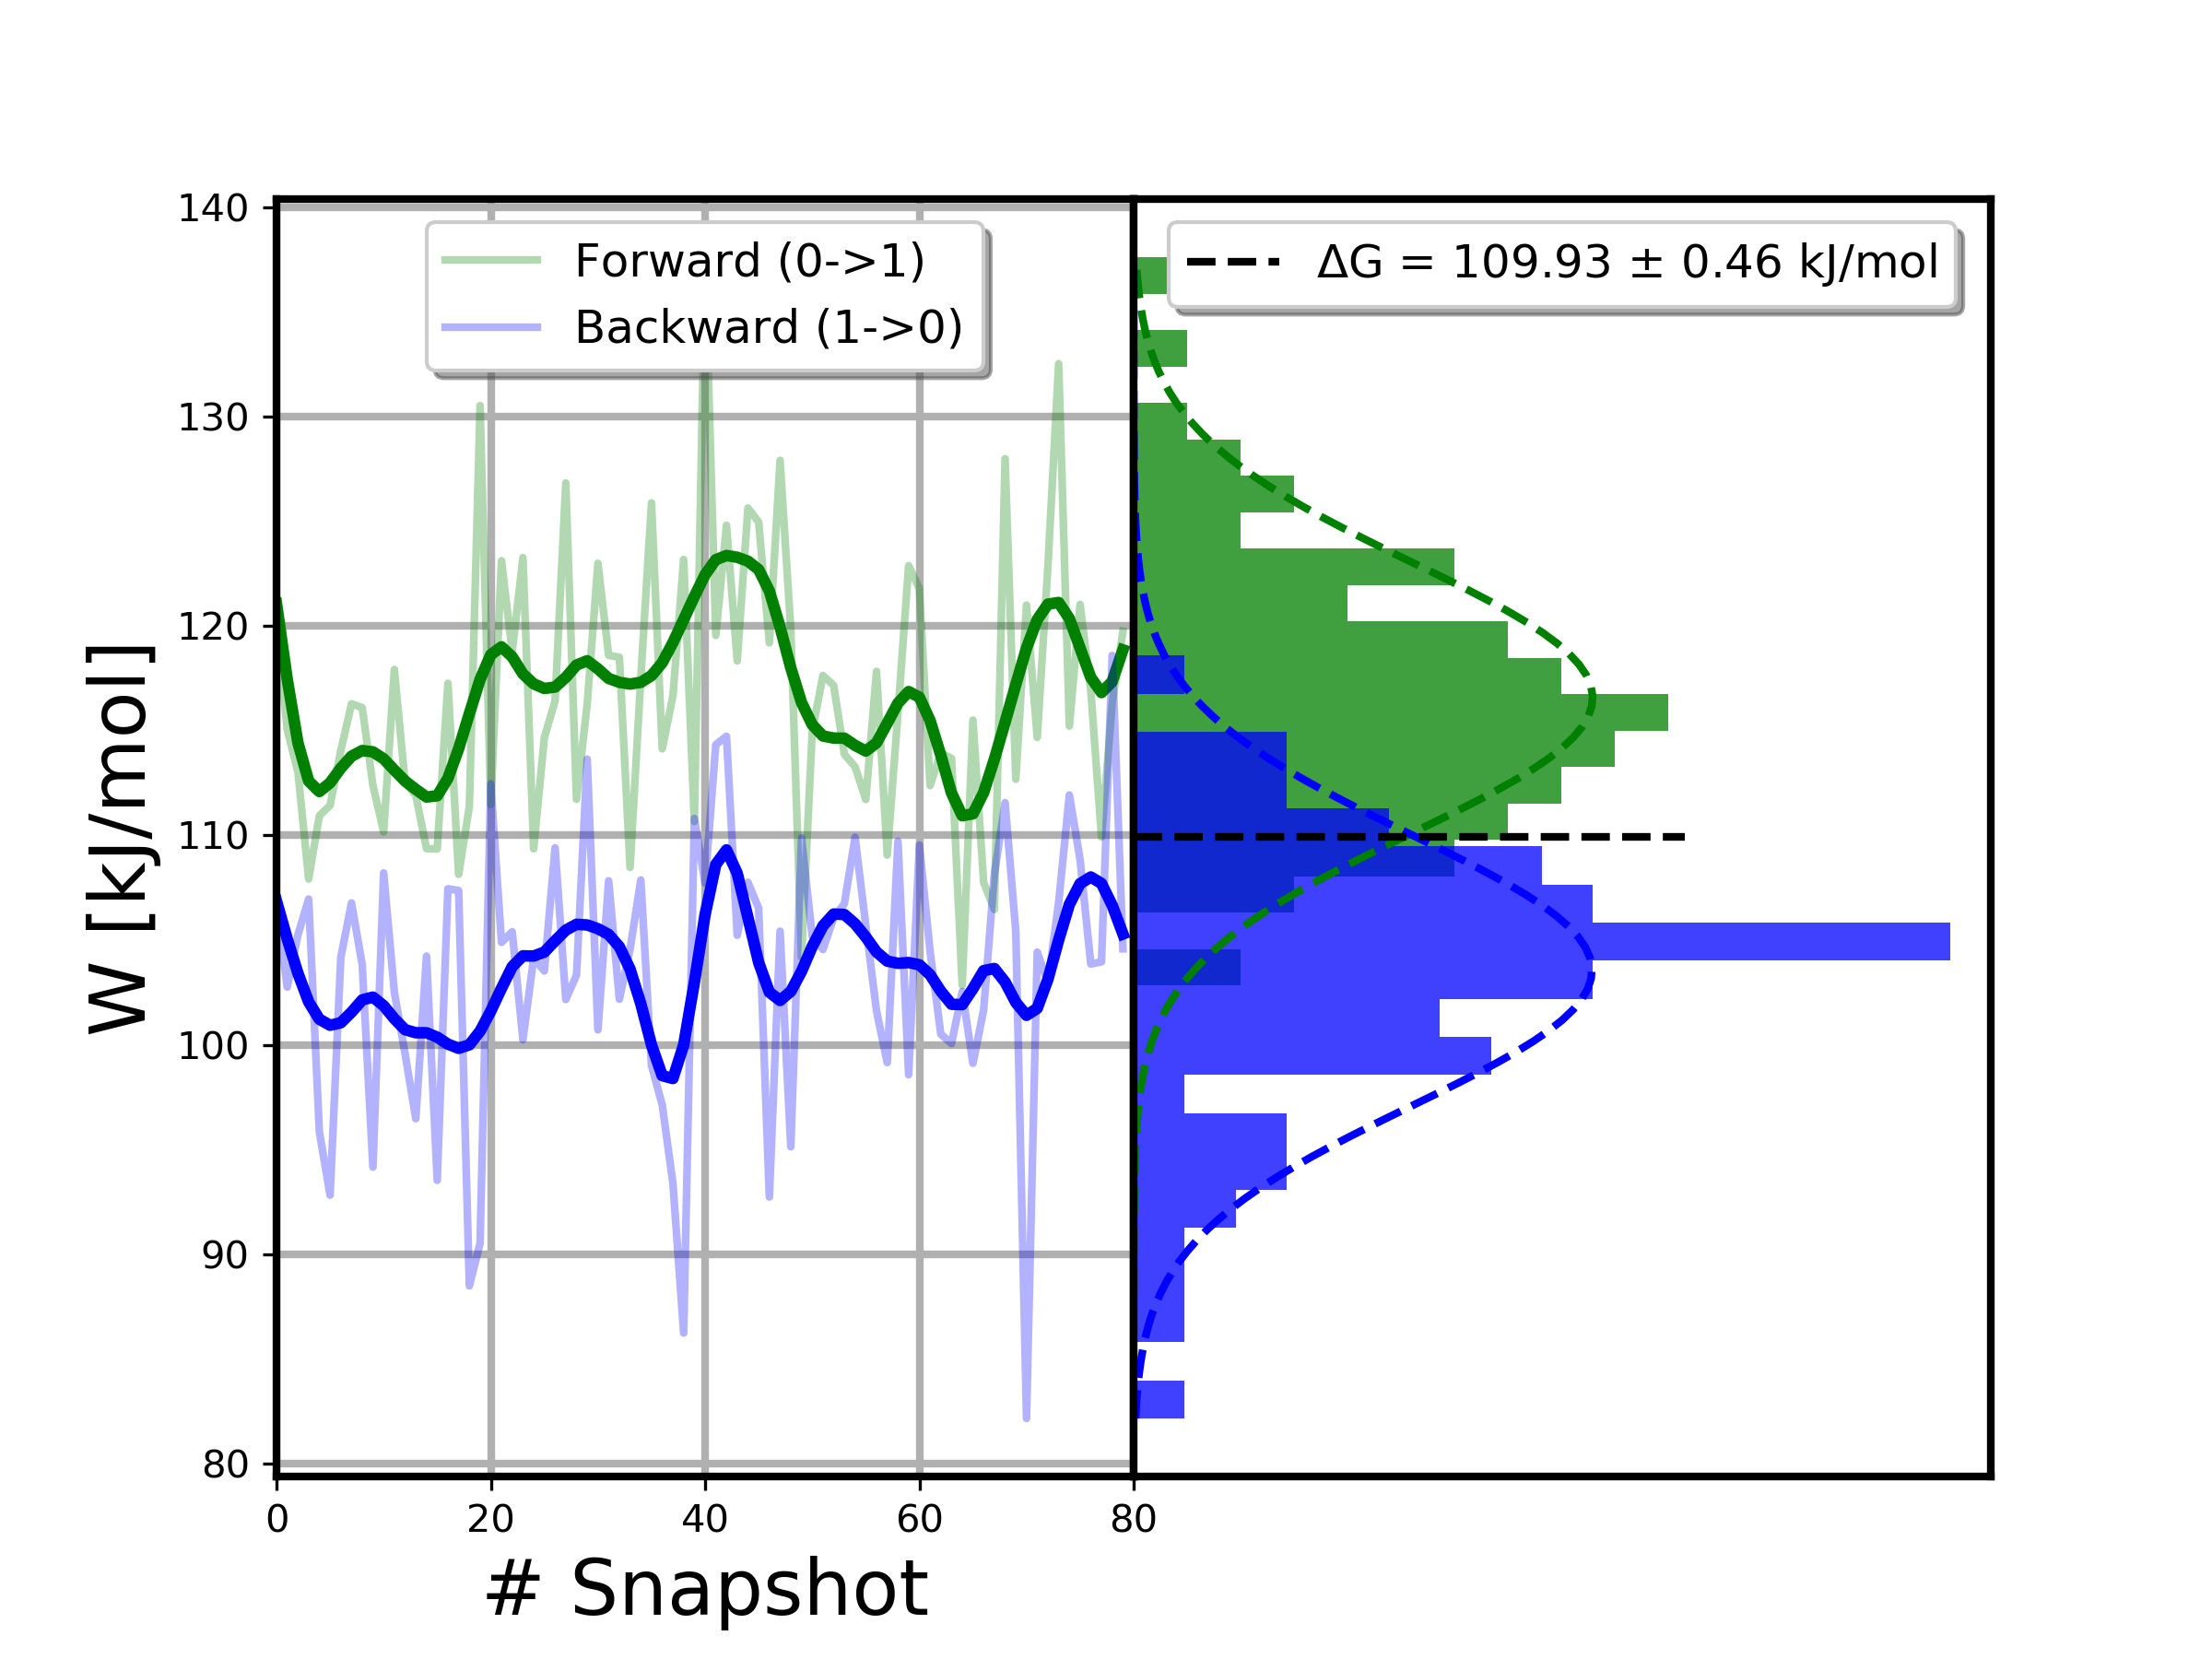 140
130
120
110
100
90
80
W [kJ/mol]
Forward (0->1)
Backward (1->0)
ΔG = 109.93 ± 0.46 kJ/mol
0
20
40
60
80
# Snapshot